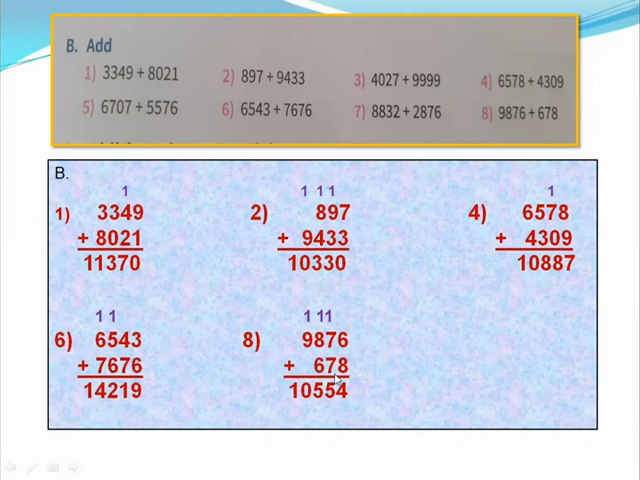 B. Add
1) 3349 + 8021 2) 897 + 9433 3) 4027 + 9999 4) 6578 + 4309
5) 6707 + 5576 6) 6543 + 7676 7) 8832 + 2876 8) 9876 + 678
B.
1 1 1 1 1
1) 3349 2) 897 4) 6578
+ 8021 + 9433 + 4309
11370 10330 10887
1 1 1 1 1
6) 6543 8) 9876
+ 7676 + 678
14219 10554